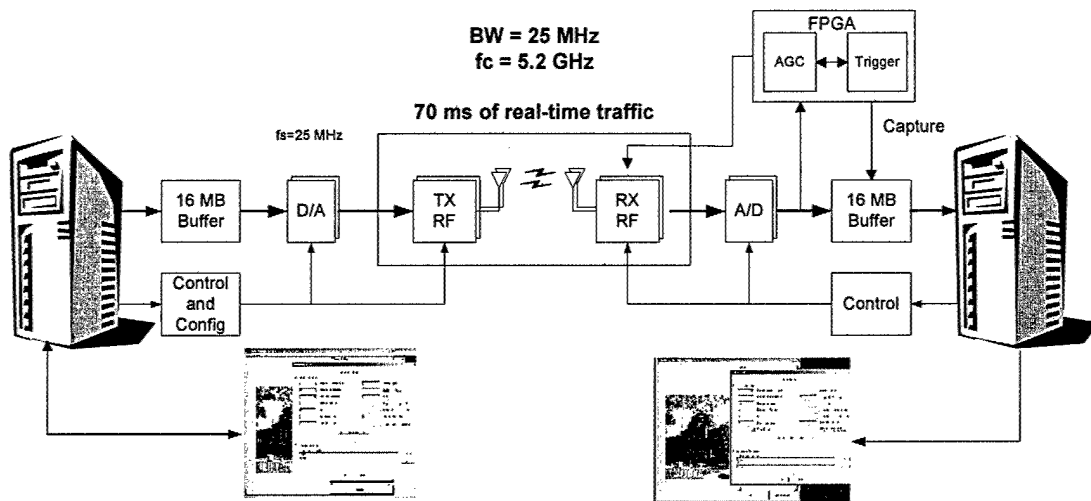 BW = 25 MHz
fc = 5.2 GHz
FPGA
AGC
Trigger
70 ms of real-time traffic
fs=25 MHz
Capture
16 MB
Buffer
D/A
TX
RF
RX
RF
A/D
16 MB
Buffer
Control
and
Config
Control